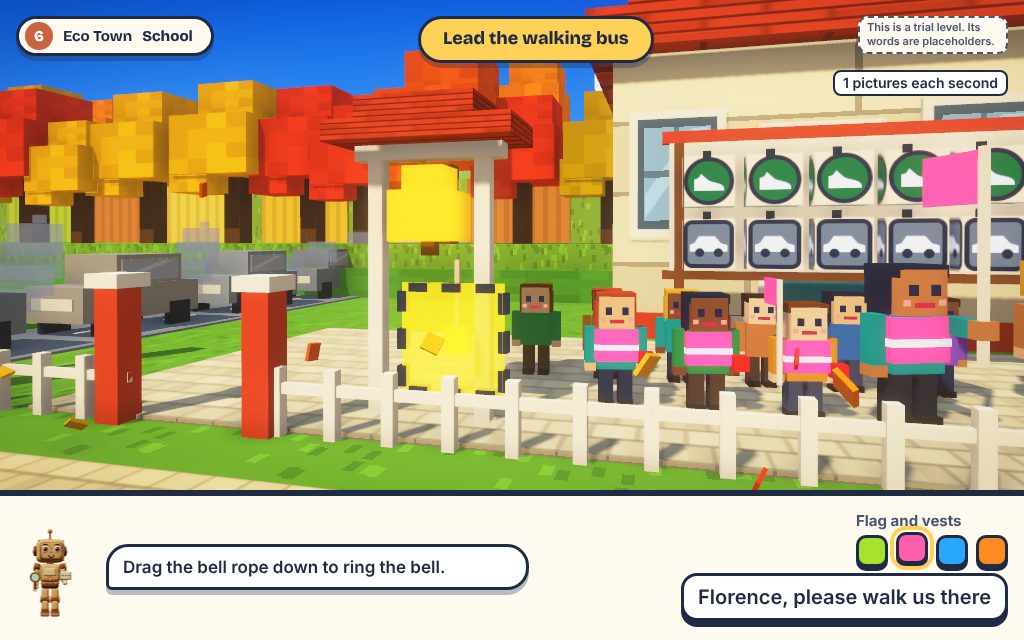 6 Eco Town School
Lead the walking bus
This is a trial level. Its
words are placeholders.
1 pictures each second
Flag and vests
Drag the bell rope down to ring the bell.
Florence, please walk us there